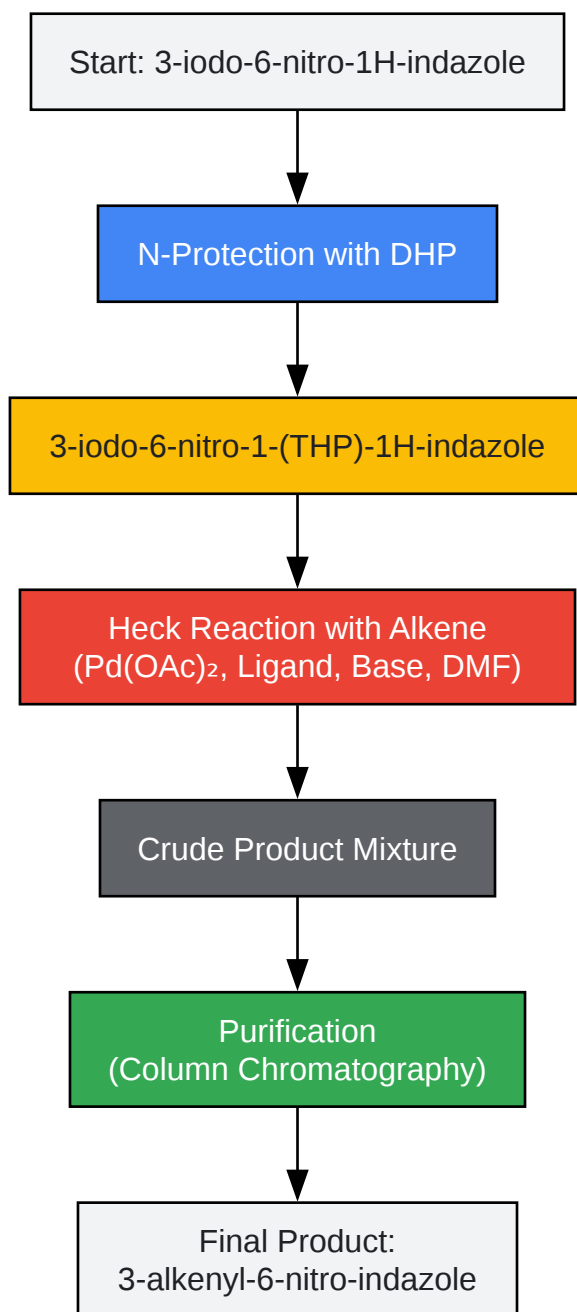 Start: 3-iodo-6-nitro-1H-indazole
N-Protection with DHP
3-iodo-6-nitro-1-(THP)-1H-indazole
Heck Reaction with Alkene
(Pd(OAc)₂, Ligand, Base, DMF)
Crude Product Mixture
Purification
(Column Chromatography)
Final Product:
3-alkenyl-6-nitro-indazole